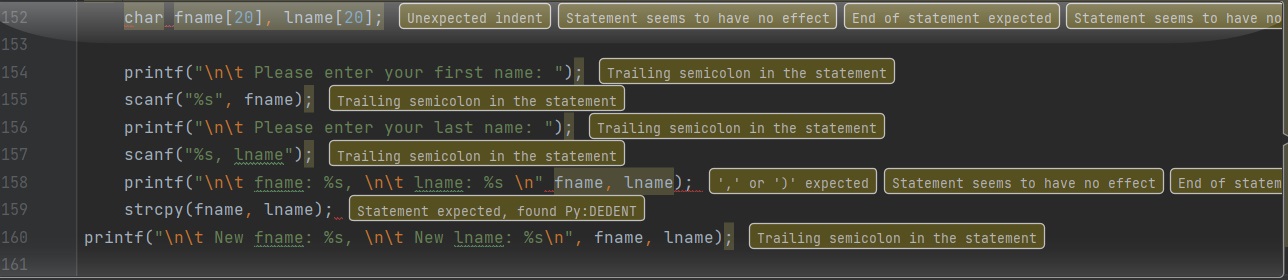 152 char fname[20], lname[20]; Unexpected indent Statement seems to have no effect End of statement expected Statement seems to have no
153
154 printf("\n\t Please enter your first name: "); Trailing semicolon in the statement
155 scanf("%s", fname); Trailing semicolon in the statement
156 printf("\n\t Please enter your last name: "); Trailing semicolon in the statement
157 scanf("%s, lname"); Trailing semicolon in the statement
158 printf("\n\t fname: %s, \n\t lname: %s \n" fname, lname); ',' or ')' expected Statement seems to have no effect End of statem
159 strcpy(fname, lname); Statement expected, found Py:DEDENT
160 printf("\n\t New fname: %s, \n\t New lname: %s\n", fname, lname); Trailing semicolon in the statement
161